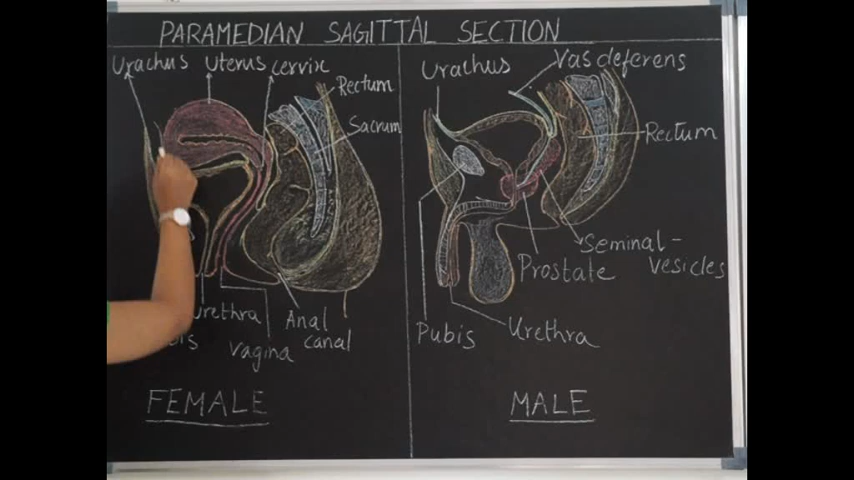 PARAMEDIAN SAGITTAL SECTION
Urachus
Uterus
cervix
Rectum
Sacrum
Urethra
Anal
canal
Vagina
FEMALE
Urachus
Vas deferens
Rectum
Seminal-
vesicles
Prostate
Pubis
Urethra
MALE